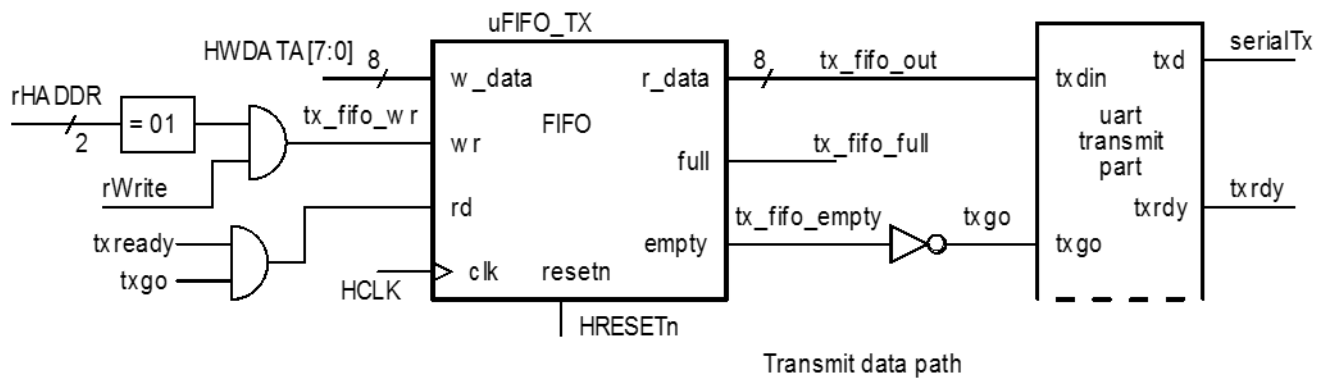 uFIFO_TX
HWDATA[7:0]
8
w_data
r_data
8
tx_fifo_out
txdin
txd
serialTx
rHADDR
2
= 01
tx_fifo_wr
wr
FIFO
full
tx_fifo_full
uart
transmit
part
rWrite
rd
txrdy
txrdy
txready
txgo
empty
tx_fifo_empty
txgo
txgo
HCLK
clk
resetn
HRESETn
Transmit data path